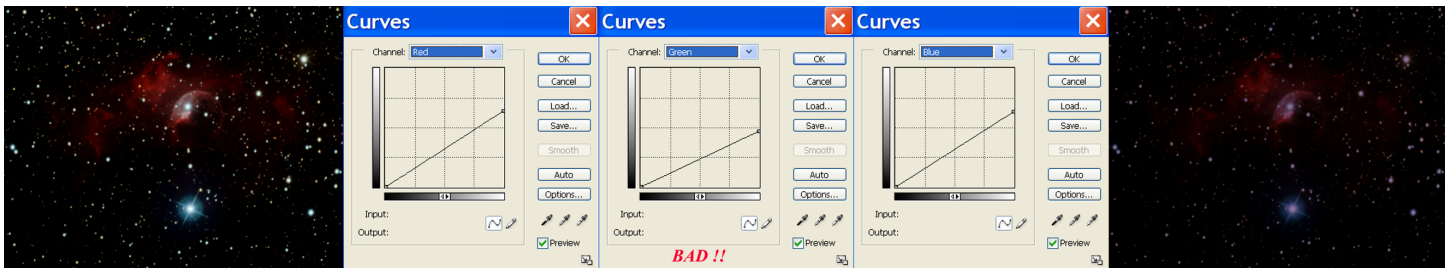 Curves
Channel: Red
OK
Cancel
Load...
Save...
Smooth
Auto
Options...
Input:
Output:
Preview
Curves
Channel: Green
OK
Cancel
Load...
Save...
Smooth
Auto
Options...
Input:
Output:
Preview
BAD !!
Curves
Channel: Blue
OK
Cancel
Load...
Save...
Smooth
Auto
Options...
Input:
Output:
Preview